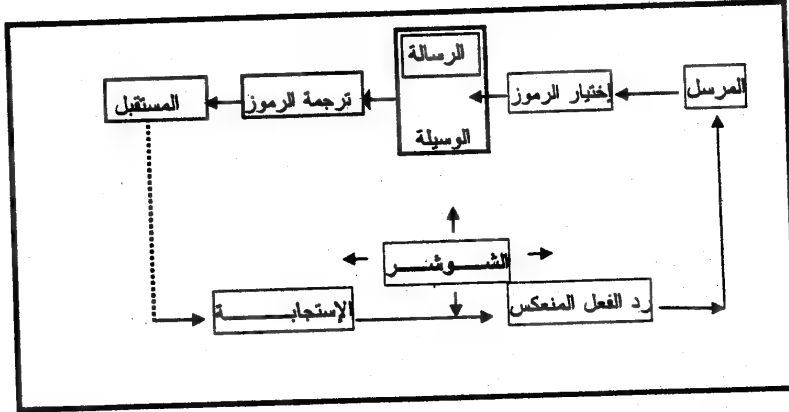 المرسل
إختيار الرموز
الرسالة
الوسيلة
ترجمة الرموز
المستقبل
الشوشر
رد الفعل المنعكس
الإستجابة